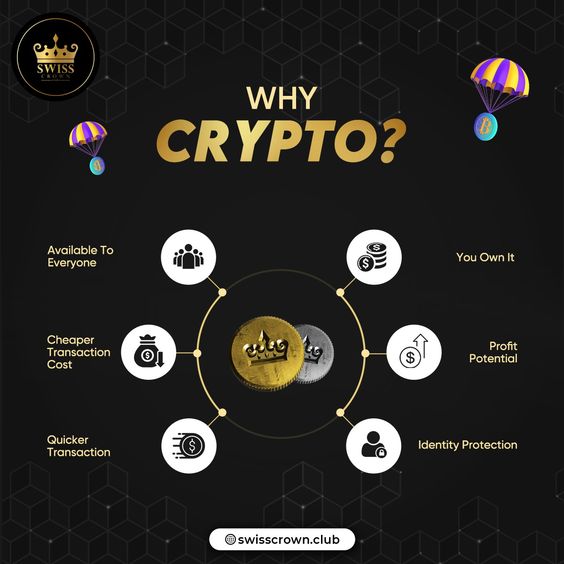 SWISS
CROWN
WHY
CRYPTO?
Available To
Everyone
You Own It
Cheaper
Transaction
Cost
Profit
Potential
Quicker
Transaction
Identity Protection
swisscrown.club